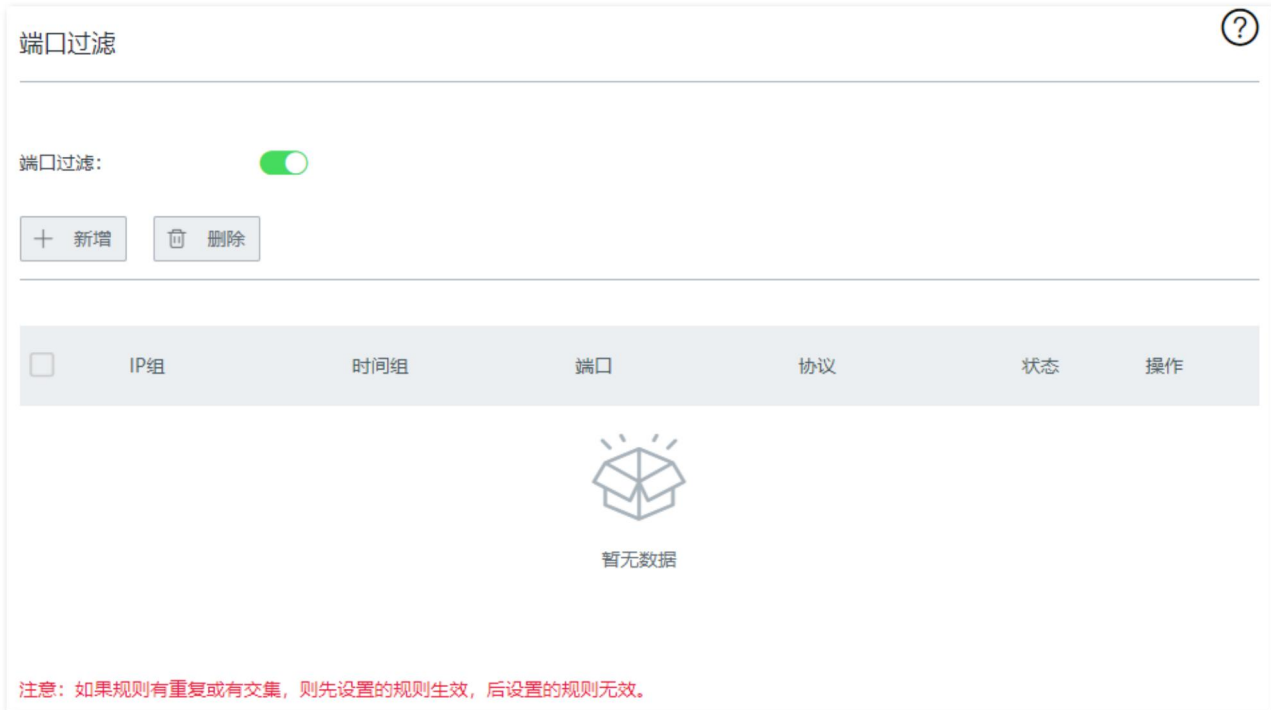 端口过滤
?
端口过滤:
新增 删除
IP组 时间组 端口 协议 状态 操作
暂无数据
注意：如果规则有重复或有交集，则先设置的规则生效，后设置的规则无效。